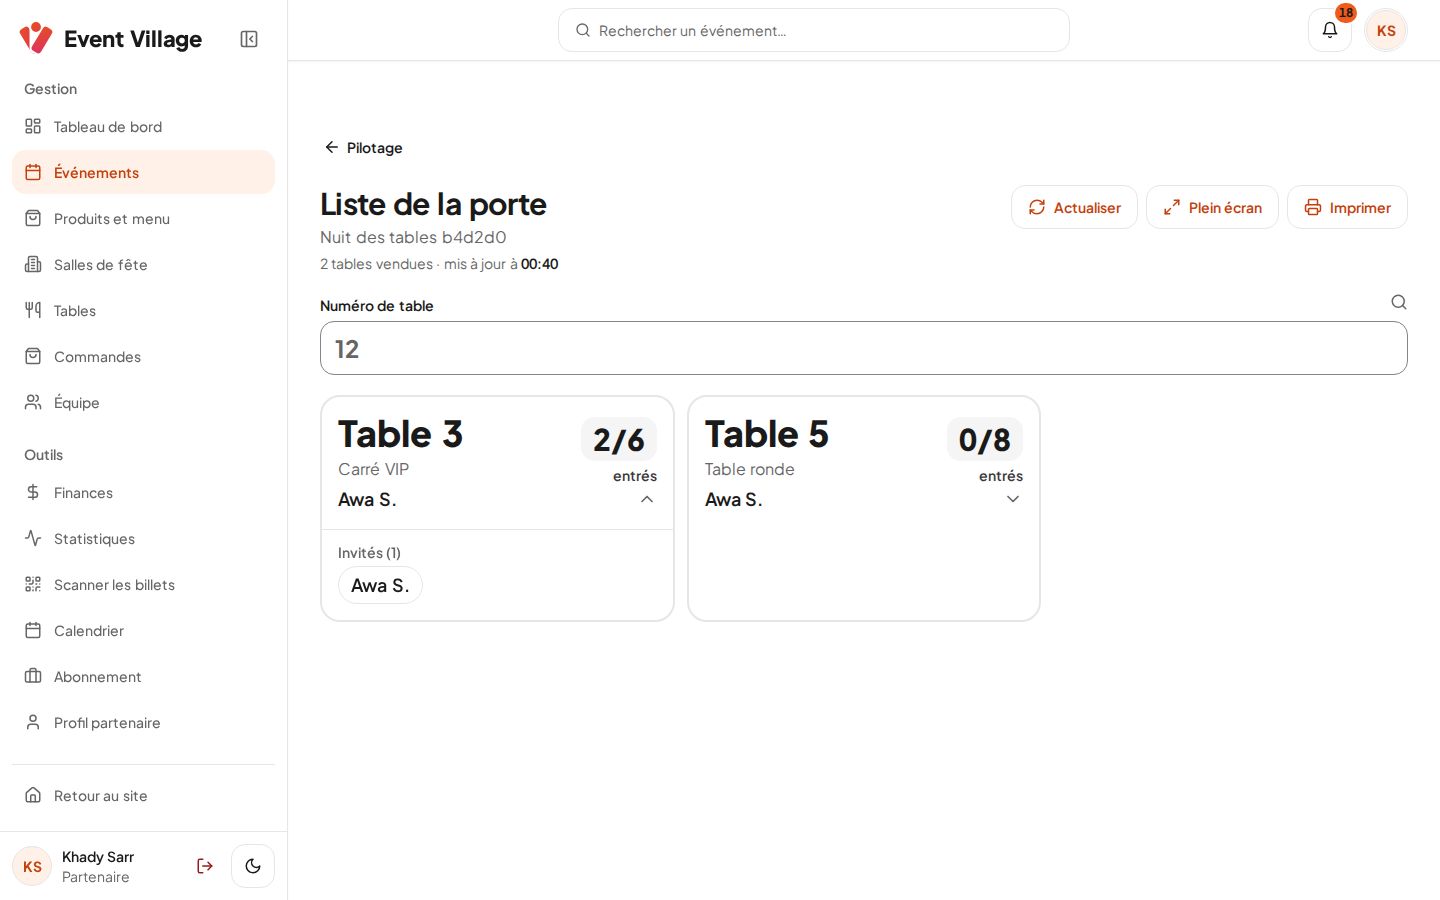 Event Village
Gestion
Tableau de bord
Événements
Produits et menu
Salles de fête
Tables
Commandes
Équipe
Outils
Finances
Statistiques
Scanner les billets
Calendrier
Abonnement
Profil partenaire
Retour au site
KS
Khady Sarr
Partenaire
Rechercher un événement...
18
KS
Pilotage
Liste de la porte
Nuit des tables b4d2d0
2 tables vendues · mis à jour à 00:40
Actualiser
Plein écran
Imprimer
Numéro de table
12
Table 3
2/6
Carré VIP
entrés
Awa S.
Invités (1)
Awa S.
Table 5
0/8
Table ronde
entrés
Awa S.